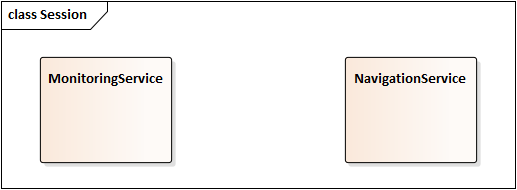 class Session
MonitoringService
NavigationService